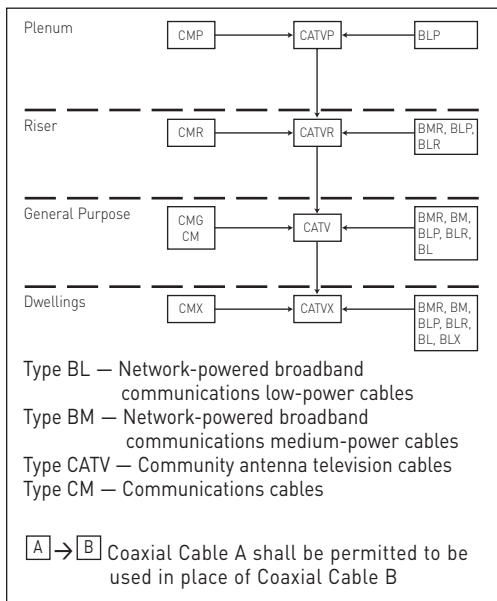 Plenum
CMP CATVP BLP
Riser
CMR CATVR BMR, BLP,
BLR
General Purpose
CMG
CM
CATV
BMR, BM,
BLP, BLR,
BL
Dwellings
CMX CATVX
BMR, BM,
BLP, BLR,
BL, BLX
Type BL — Network-powered broadband
communications low-power cables
Type BM — Network-powered broadband
communications medium-power cables
Type CATV — Community antenna television cables
Type CM — Communications cables
A → B Coaxial Cable A shall be permitted to be
used in place of Coaxial Cable B